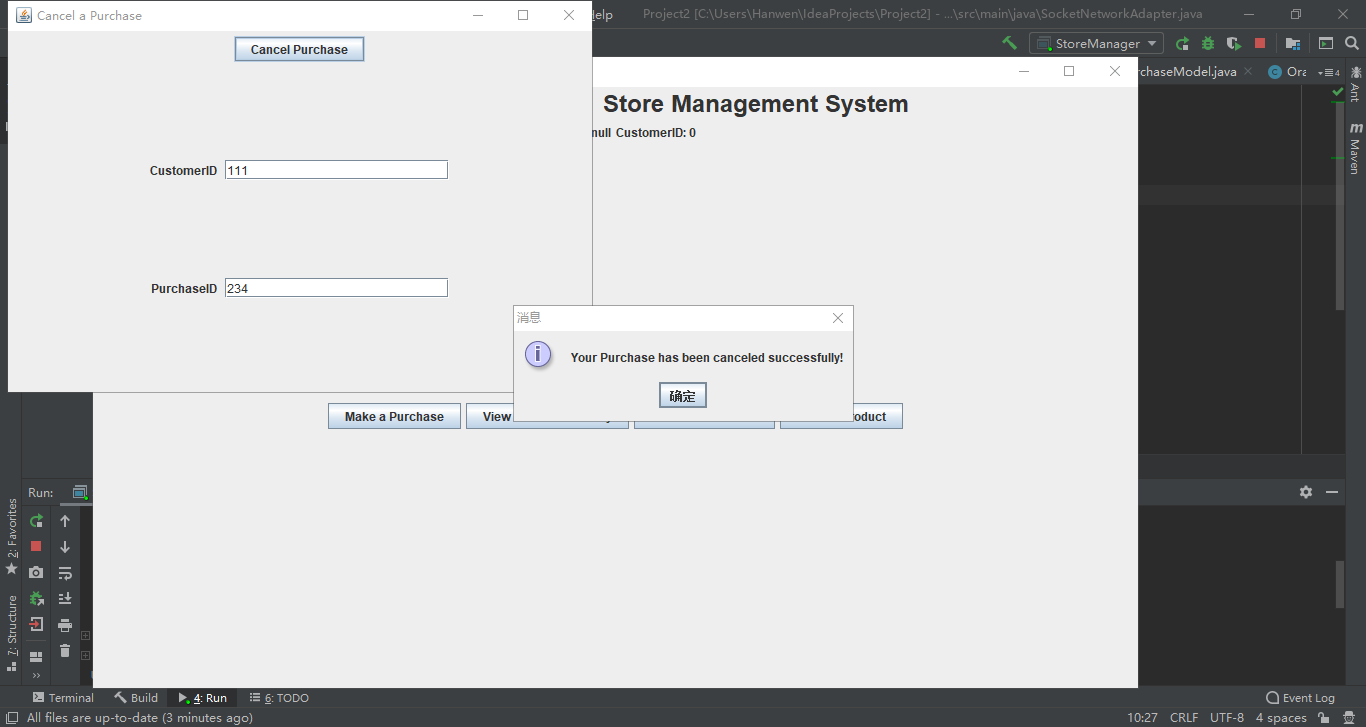 Cancel a Purchase
Help
Project2 [C:\Users\Hanwen\IdeaProjects\Project2] - ...\src\main\java\SocketNetworkAdapter.java
Cancel Purchase
StoreManager
rchaseModel.java
Ora
4
Ant
Maven
Store Management System
null CustomerID: 0
CustomerID 111
PurchaseID 234
消息
Your Purchase has been canceled successfully!
确定
Make a Purchase
View
oduct
Run:
2: Favorites
7: Structure
Terminal
Build
4: Run
6: TODO
Event Log
All files are up-to-date (3 minutes ago)
10:27 CRLF UTF-8 4 spaces